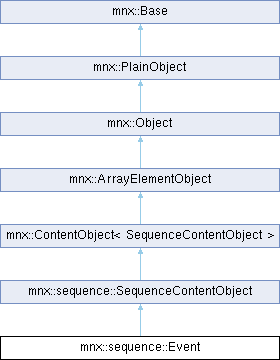 mnx::Base
mnx::PlainObject
mnx::Object
mnx::ArrayElementObject
mnx::ContentObject< SequenceContentObject >
mnx::sequence::SequenceContentObject
mnx::sequence::Event